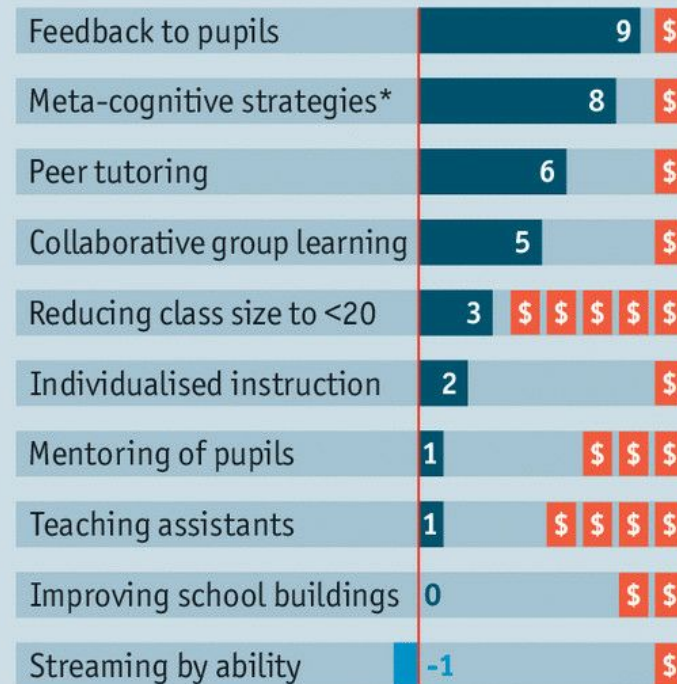 Feedback to pupils 9 $
Meta-cognitive strategies* 8 $
Peer tutoring 6 $
Collaborative group learning 5 $
Reducing class size to <20 3 $ $ $ $ $
Individualised instruction 2 $
Mentoring of pupils 1 $ $ $
Teaching assistants 1 $ $ $ $
Improving school buildings 0 $ $
Streaming by ability -1 $